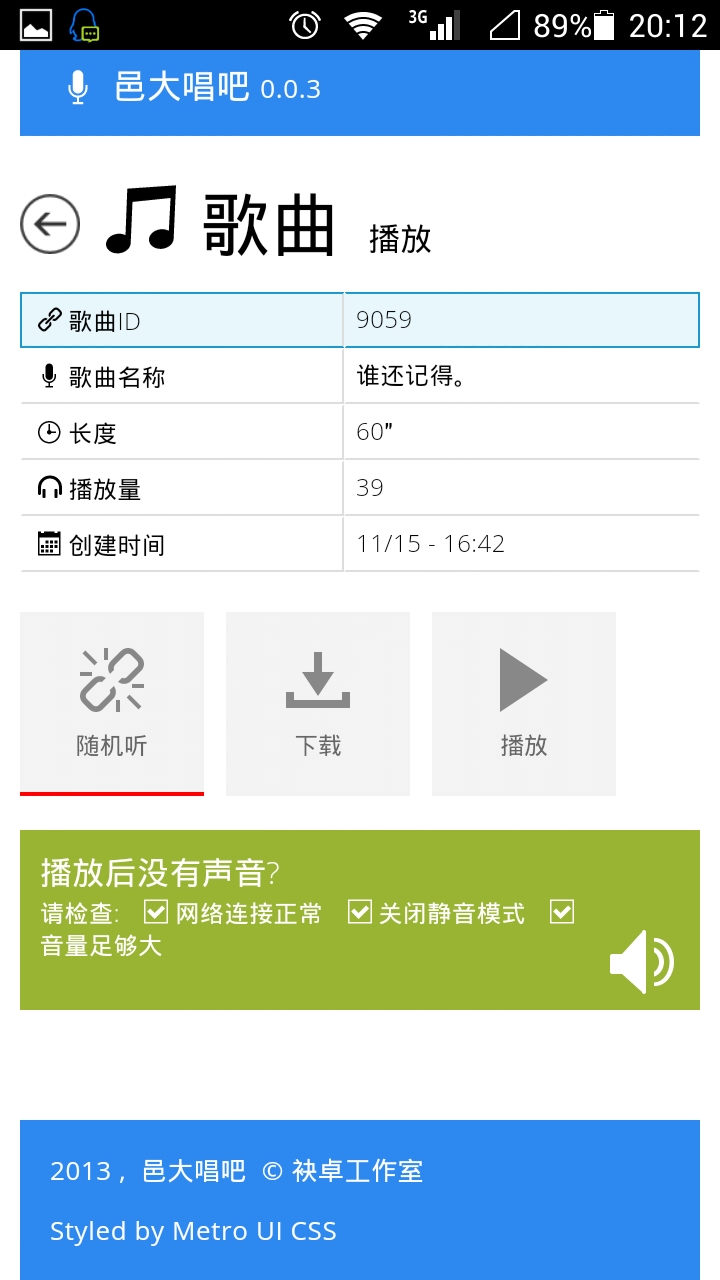 3G 89% 20:12
邑大唱吧 0.0.3
歌曲 播放
歌曲ID 9059
歌曲名称 谁还记得。
长度 60"
播放量 39
创建时间 11/15 - 16:42
随机听 下载 播放
播放后没有声音?
请检查: 网络连接正常 关闭静音模式
音量足够大
2013 , 邑大唱吧 © 袂卓工作室
Styled by Metro UI CSS